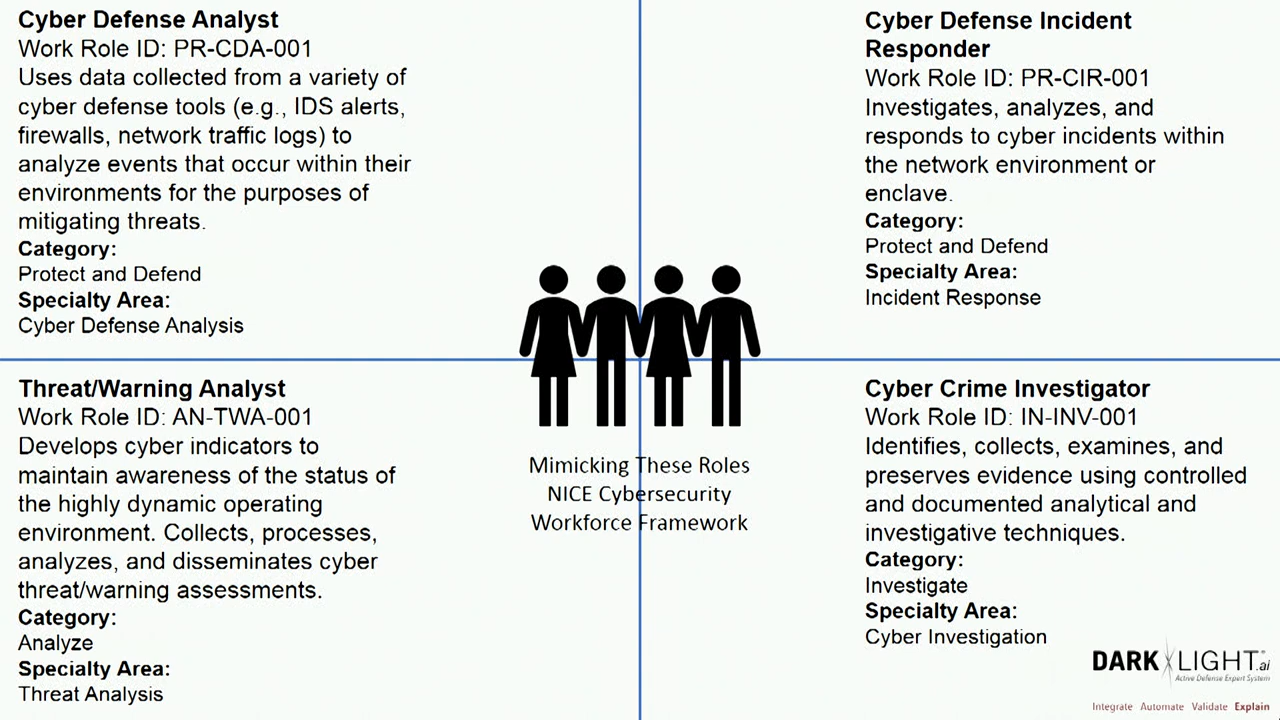 Cyber Defense Analyst
Work Role ID: PR-CDA-001
Uses data collected from a variety of
cyber defense tools (e.g., IDS alerts,
firewalls, network traffic logs) to
analyze events that occur within their
environments for the purposes of
mitigating threats.
Category:
Protect and Defend
Specialty Area:
Cyber Defense Analysis
Cyber Defense Incident
Responder
Work Role ID: PR-CIR-001
Investigates, analyzes, and
responds to cyber incidents within
the network environment or
enclave.
Category:
Protect and Defend
Specialty Area:
Incident Response
Mimicking These Roles
NICE Cybersecurity
Workforce Framework
Threat/Warning Analyst
Work Role ID: AN-TWA-001
Develops cyber indicators to
maintain awareness of the status of
the highly dynamic operating
environment. Collects, processes,
analyzes, and disseminates cyber
threat/warning assessments.
Category:
Analyze
Specialty Area:
Threat Analysis
Cyber Crime Investigator
Work Role ID: IN-INV-001
Identifies, collects, examines, and
preserves evidence using controlled
and documented analytical and
investigative techniques.
Category:
Investigate
Specialty Area:
Cyber Investigation
DARK LIGHT.ai
Active Defense Expert System
Integrate Automate Validate Explain